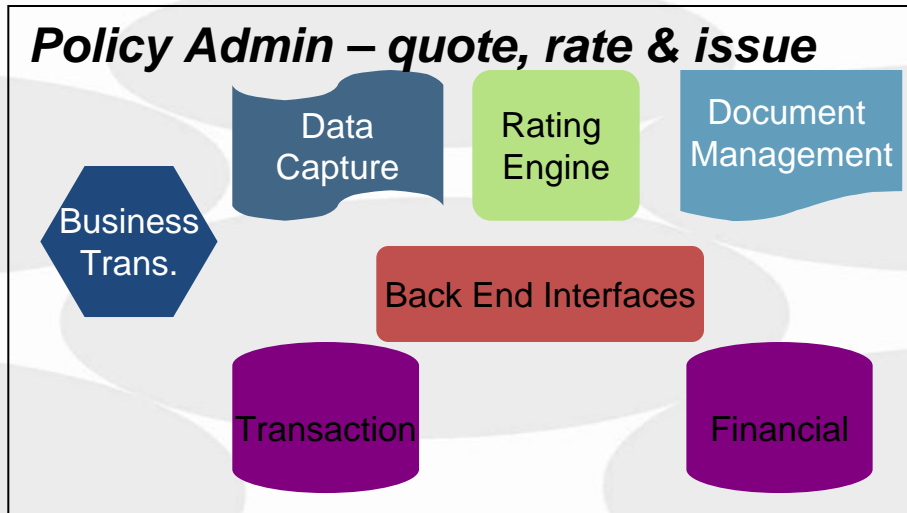 Policy Admin – quote, rate & issue
Data
Capture
Rating
Engine
Document
Management
Business
Trans.
Back End Interfaces
Transaction
Financial